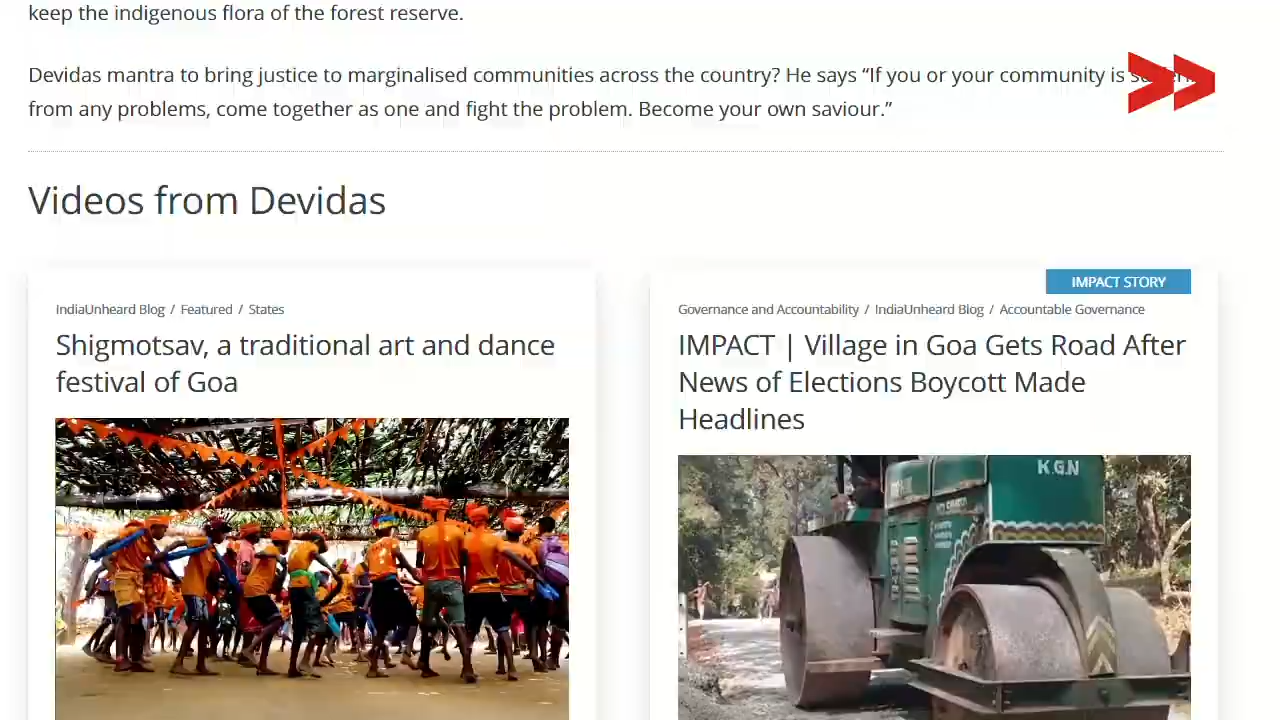 keep the indigenous flora of the forest reserve.
Devidas mantra to bring justice to marginalised communities across the country? He says “If you or your community is
from any problems, come together as one and fight the problem. Become your own saviour.”
Videos from Devidas
IndiaUnheard Blog / Featured / States
Shigmotsav, a traditional art and dance
festival of Goa
IMPACT STORY
Governance and Accountability / IndiaUnheard Blog / Accountable Governance
IMPACT | Village in Goa Gets Road After
News of Elections Boycott Made
Headlines
K.G.N